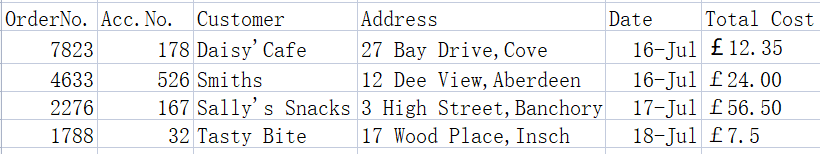 OrderNo. Acc.No. Customer Address Date Total Cost
7823 178 Daisy'Cafe 27 Bay Drive,Cove 16-Jul £12.35
4633 526 Smiths 12 Dee View,Aberdeen 16-Jul £24.00
2276 167 Sally's Snacks 3 High Street,Banchory 17-Jul £56.50
1788 32 Tasty Bite 17 Wood Place,Insch 18-Jul £7.5